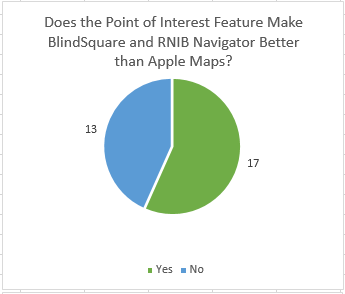 Does the Point of Interest Feature Make
BlindSquare and RNIB Navigator Better
than Apple Maps?
13
17
Yes No